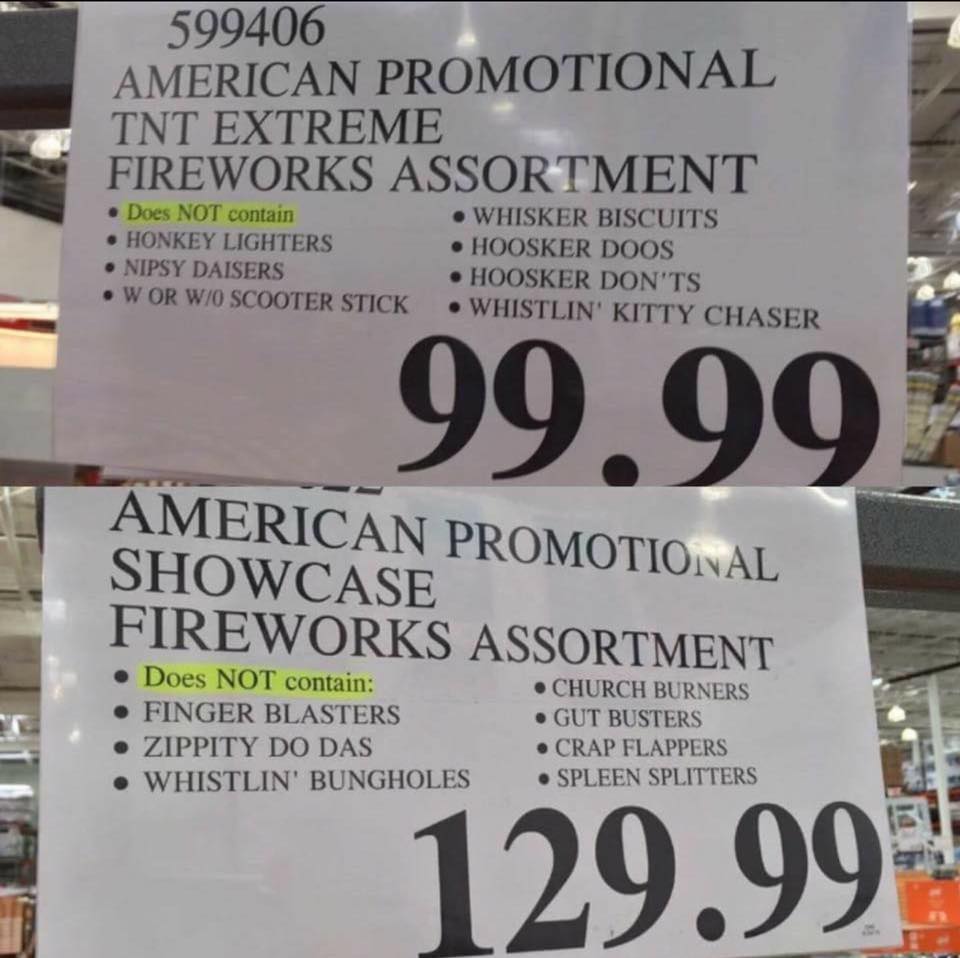 599406
AMERICAN PROMOTIONAL
TNT EXTREME
FIREWORKS ASSORTMENT
• Does NOT contain
• HONKEY LIGHTERS
• NIPSY DAISERS
• W OR W/0 SCOOTER STICK
• WHISKER BISCUITS
• HOOSKER DOOS
• HOOSKER DON'TS
• WHISTLIN' KITTY CHASER
99.99
AMERICAN PROMOTIONAL
SHOWCASE
FIREWORKS ASSORTMENT
• Does NOT contain:
• FINGER BLASTERS
• ZIPPITY DO DAS
• WHISTLIN' BUNGHOLES
• CHURCH BURNERS
• GUT BUSTERS
• CRAP FLAPPERS
• SPLEEN SPLITTERS
129.99